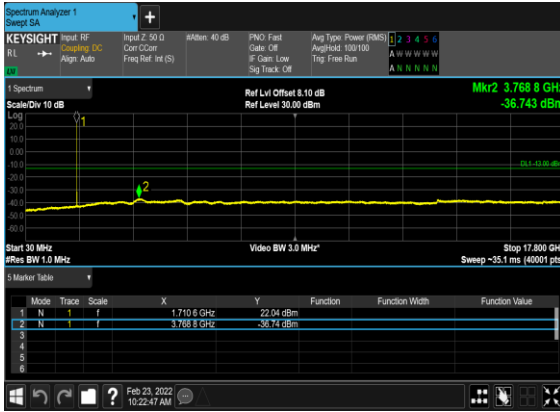 Spectrum Analyzer 1
Swept SA
+
KEYSIGHT Input: RF Input Z: 50 Ω #Atten: 40 dB PNO: Fast Avg Type: Power (RMS) 1 2 3 4 5 6
RL Coupling: DC Corr CCorr Gate: Off Avg|Hold: 100/100 A W W W W W
Align: Auto Freq Ref: Int (S) IF Gain: Low Trig: Free Run
Sig Track: Off A N N N N N
1 Spectrum Ref Lvl Offset 8.10 dB Mkr2 3.768 8 GHz
Scale/Div 10 dB Ref Level 30.00 dBm -36.743 dBm
Log
1
20.0
10.0
0.00
-10.0
DL1 -13.00 dBm
-20.0
-30.0
2
-40.0
-50.0
-60.0
Start 30 MHz Video BW 3.0 MHz* Stop 17.800 GHz
#Res BW 1.0 MHz Sweep ~35.1 ms (40001 pts)
5 Marker Table
Mode Trace Scale X Y Function Function Width Function Value
1 N 1 f 1.710 6 GHz 22.04 dBm
2 N 1 f 3.768 8 GHz -36.74 dBm
3
4
5
6
? Feb 23, 2022
10:22:47 AM